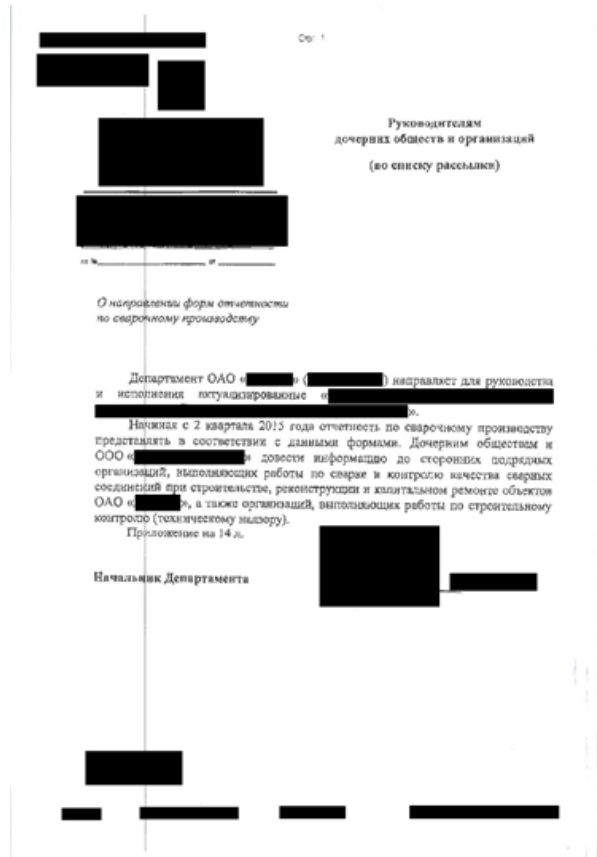 Стр. 1
Руководителям
дочерних обществ и организаций
(по списку рассылки)
на № от
О направлении форм отчетности
по сварочному производству
Департамент ОАО « » ( ) направляет для руководства
и исполнения актуализированные «
».
Начиная с 2 квартала 2015 года отчетность по сварочному производству
представлять в соответствии с данными формами. Дочерним обществам и
ООО « » довести информацию до сторонних подрядных
организаций, выполняющих работы по сварке и контролю качества сварных
соединений при строительстве, реконструкции и капитальном ремонте объектов
ОАО « », а также организаций, выполняющих работы по строительному
контролю (техническому надзору).
Приложение на 14 л.
Начальник Департамента